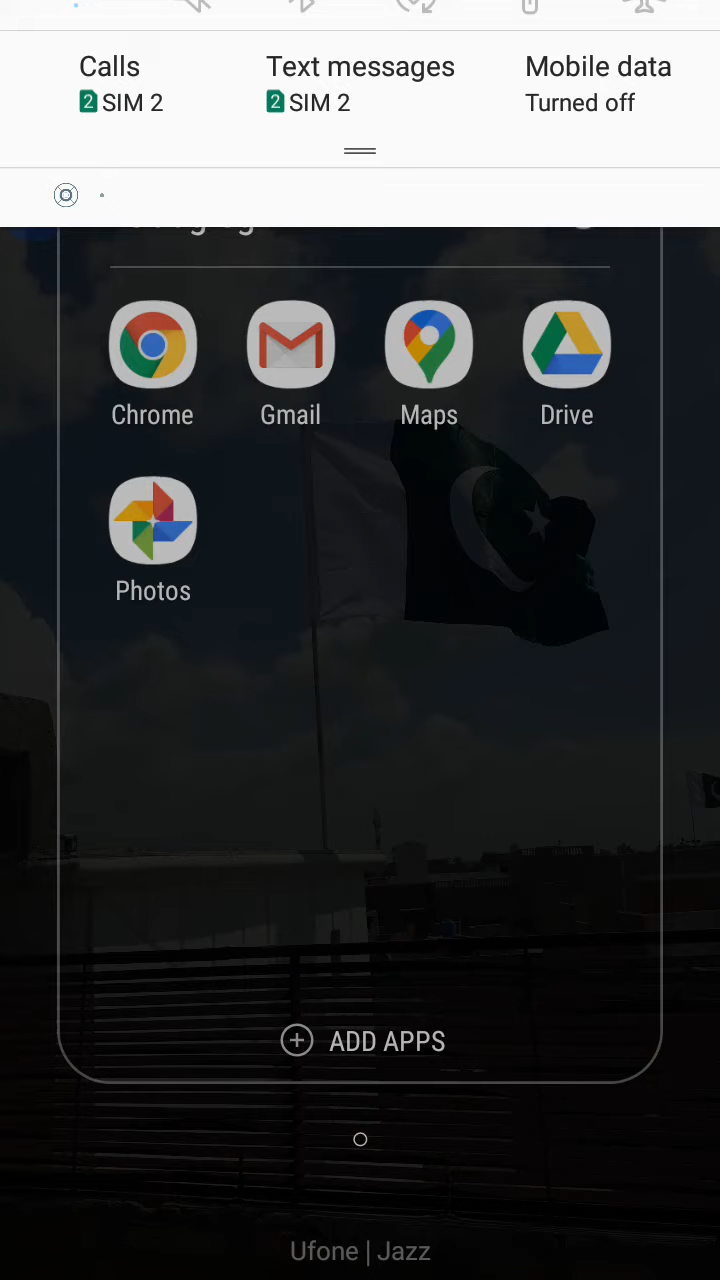 Calls Text messages Mobile data
2 SIM 2 2 SIM 2 Turned off
Chrome Gmail Maps Drive
Photos
ADD APPS
Ufone | Jazz